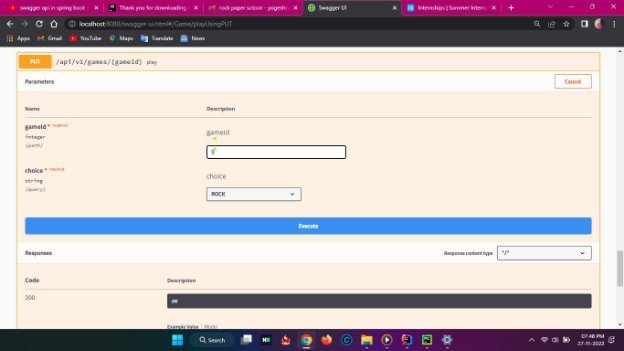 swagger api in spring boot
Thank you for downloading
rock paper scissor - yogeshw
Swagger UI
Internships | Summer Intern
localhost:8080/swagger-ui.html#/Game/playUsingPUT
Apps
Gmail
YouTube
Translate
Maps
News
PUT /api/v1/games/{gameId} play
Parameters
Cancel
Name
Description
gameId * required
integer
(path)
gameId
0
choice * required
string
(query)
choice
ROCK
Execute
Responses
Response content type
*/*
Code
Description
200
OK
Example Value
Model
Search
07:48 PM
27-11-2022